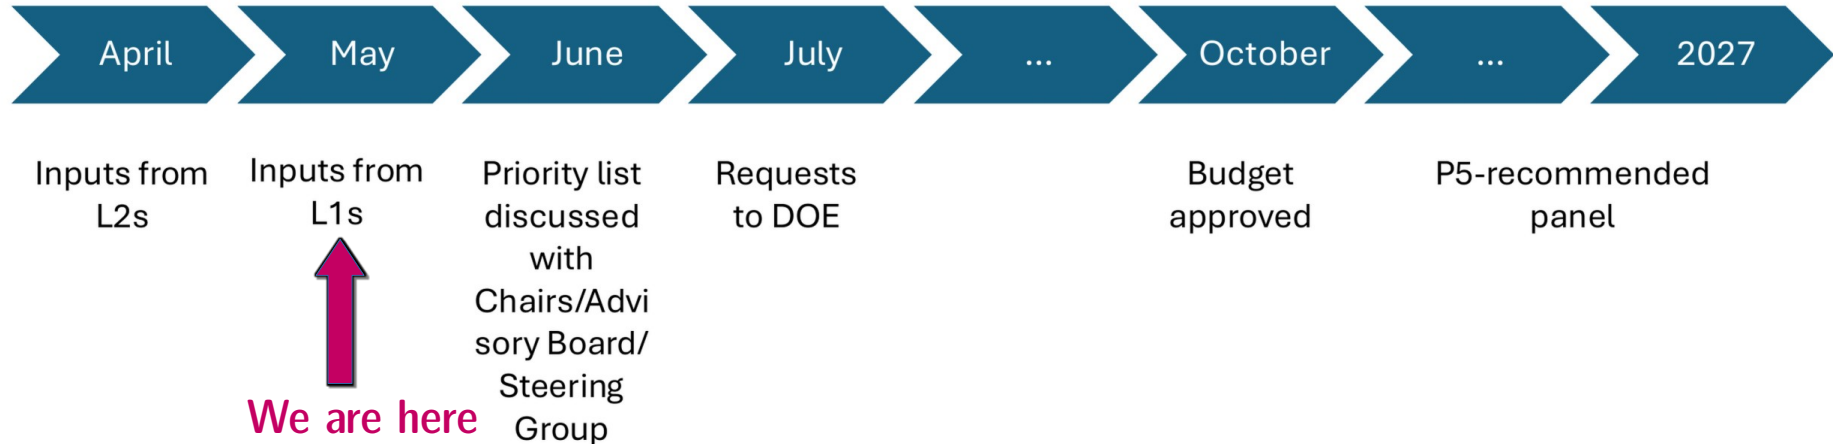 April
May
June
July
...
October
...
2027
Inputs from
L2s
Inputs from
L1s
Priority list
discussed
with
Chairs/Advi
sory Board/
Steering
Group
Requests
to DOE
Budget
approved
P5-recommended
panel
We are here